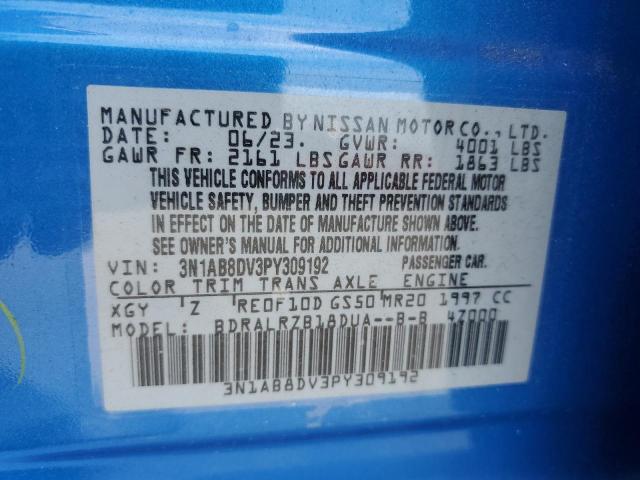 MANUFACTURED BY NISSAN MOTOR CO., LTD.
DATE: 06/23. GVWR: 4001 LBS
GAWR FR: 2161 LBS GAWR RR: 1863 LBS
THIS VEHICLE CONFORMS TO ALL APPLICABLE FEDERAL MOTOR
VEHICLE SAFETY, BUMPER AND THEFT PREVENTION STANDARDS
IN EFFECT ON THE DATE OF MANUFACTURE SHOWN ABOVE.
SEE OWNER'S MANUAL FOR ADDITIONAL INFORMATION.
VIN: 3N1AB8DV3PY309192 PASSENGER CAR.
COLOR TRIM TRANS AXLE ENGINE
XGY Z RE0F10D GS50 MR20 1997 CC
MODEL: BDRALRZB18DUA--B-B 4Z000
3N1AB8DV3PY309192